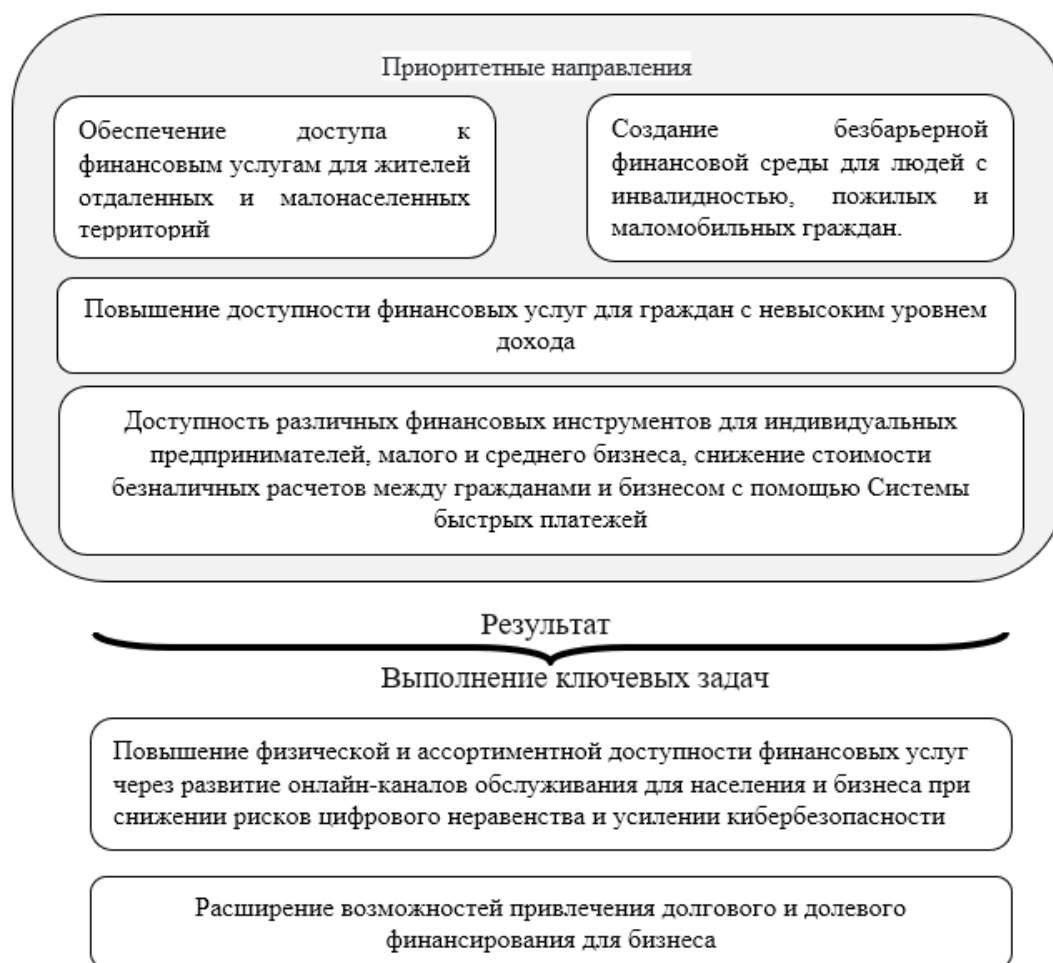 Приоритетные направления
Обеспечение доступа к
финансовым услугам для жителей
отдаленных и малонаселенных
территорий
Создание безбарьерной
финансовой среды для людей с
инвалидностью, пожилых и
маломобильных граждан.
Повышение доступности финансовых услуг для граждан с невысоким уровнем
дохода
Доступность различных финансовых инструментов для индивидуальных
предпринимателей, малого и среднего бизнеса, снижение стоимости
безналичных расчетов между гражданами и бизнесом с помощью Системы
быстрых платежей
Результат
Выполнение ключевых задач
Повышение физической и ассортиментной доступности финансовых услуг
через развитие онлайн-каналов обслуживания для населения и бизнеса при
снижении рисков цифрового неравенства и усилении кибербезопасности
Расширение возможностей привлечения долгового и долевого
финансирования для бизнеса